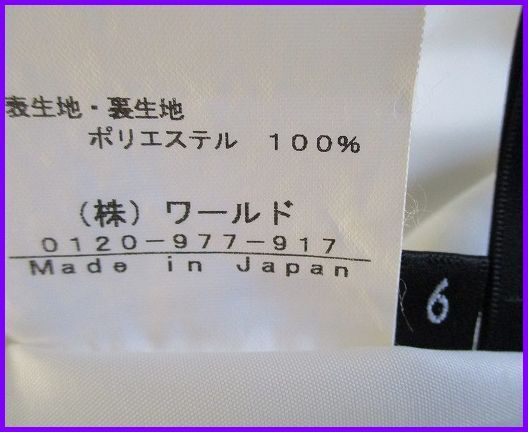 表生地・裏生地
ポリエステル 100%
(株) ワールド
0120-977-917
Made in Japan
6